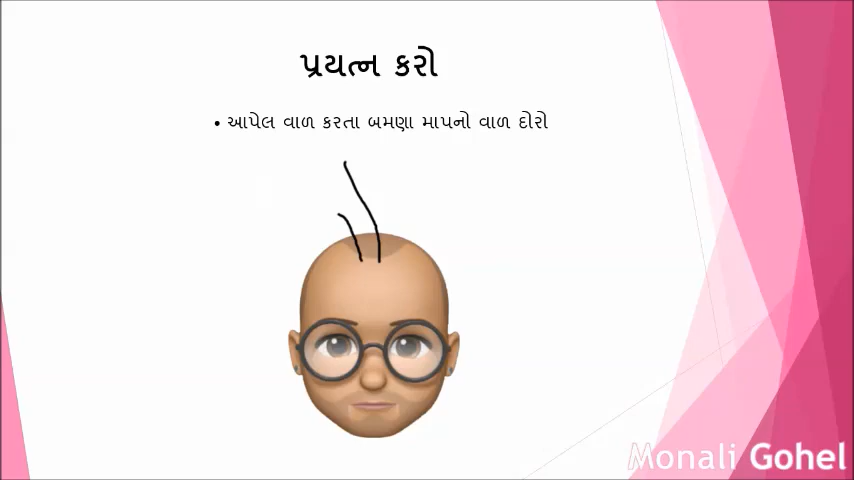 પ્રયત્ન કરો
• આપેલ વાળ કરતા બમણા માપનો વાળ દોરો
Monali Gohel